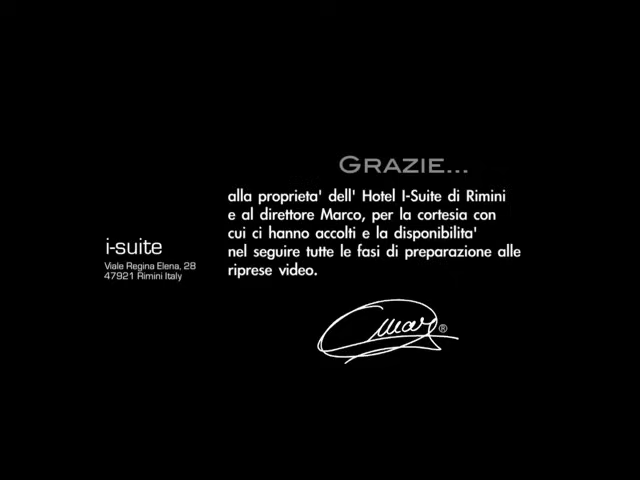 GRAZIE...
alla proprieta' dell' Hotel I-Suite di Rimini
e al direttore Marco, per la cortesia con
cui ci hanno accolti e la disponibilita'
nel seguire tutte le fasi di preparazione alle
riprese video.
i-suite
Viale Regina Elena, 28
47921 Rimini Italy
®